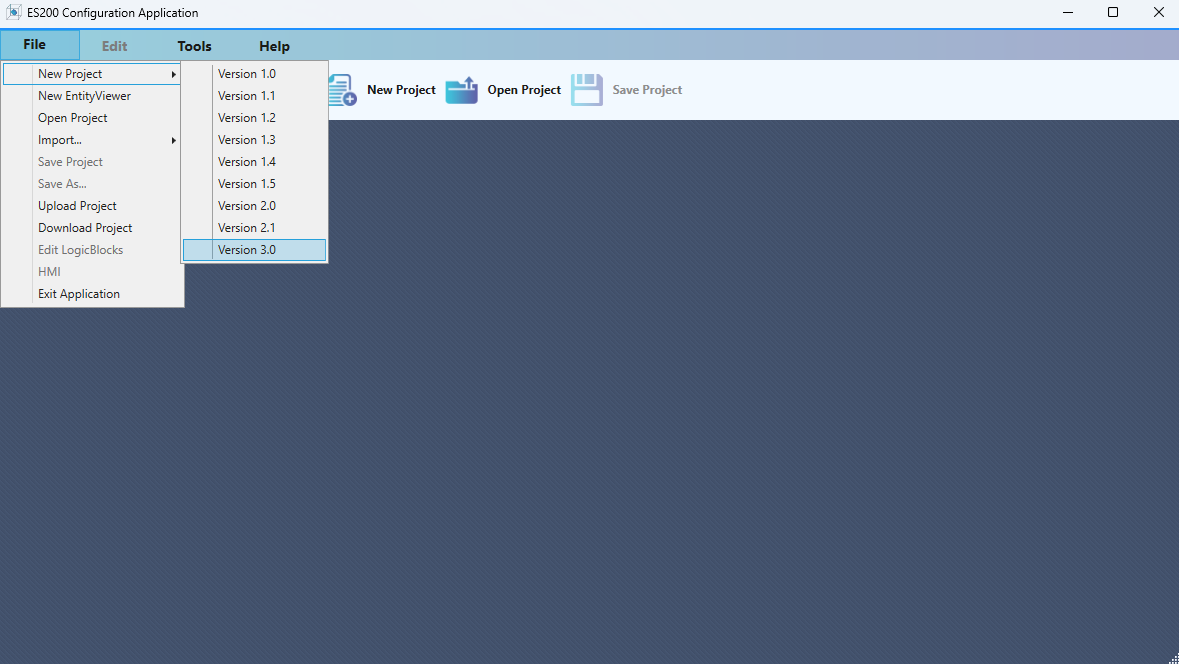 ES200 Configuration Application
File Edit Tools Help
New Project Open Project Save Project
New Project
New EntityViewer
Open Project
Import...
Save Project
Save As...
Upload Project
Download Project
Edit LogicBlocks
HMI
Exit Application
Version 1.0
Version 1.1
Version 1.2
Version 1.3
Version 1.4
Version 1.5
Version 2.0
Version 2.1
Version 3.0